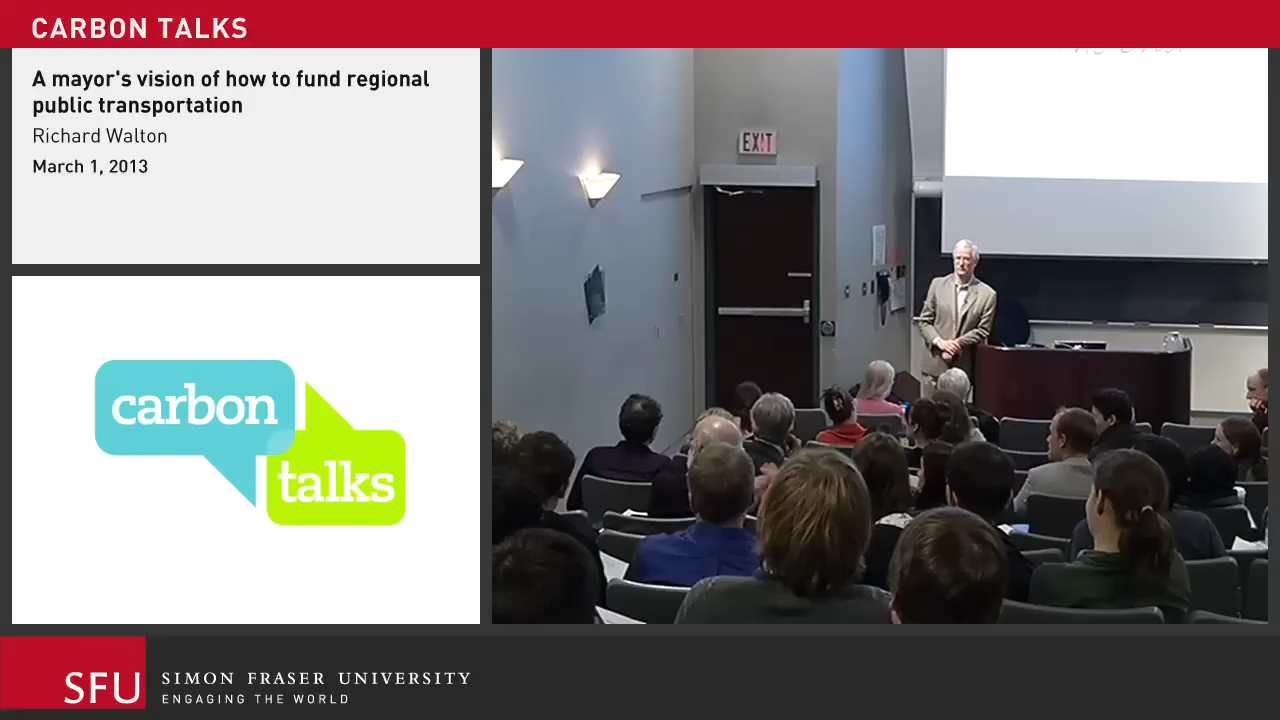 CARBON TALKS
A mayor's vision of how to fund regional
public transportation
Richard Walton
March 1, 2013
carbon
talks
EXIT
SFU
SIMON FRASER UNIVERSITY
ENGAGING THE WORLD